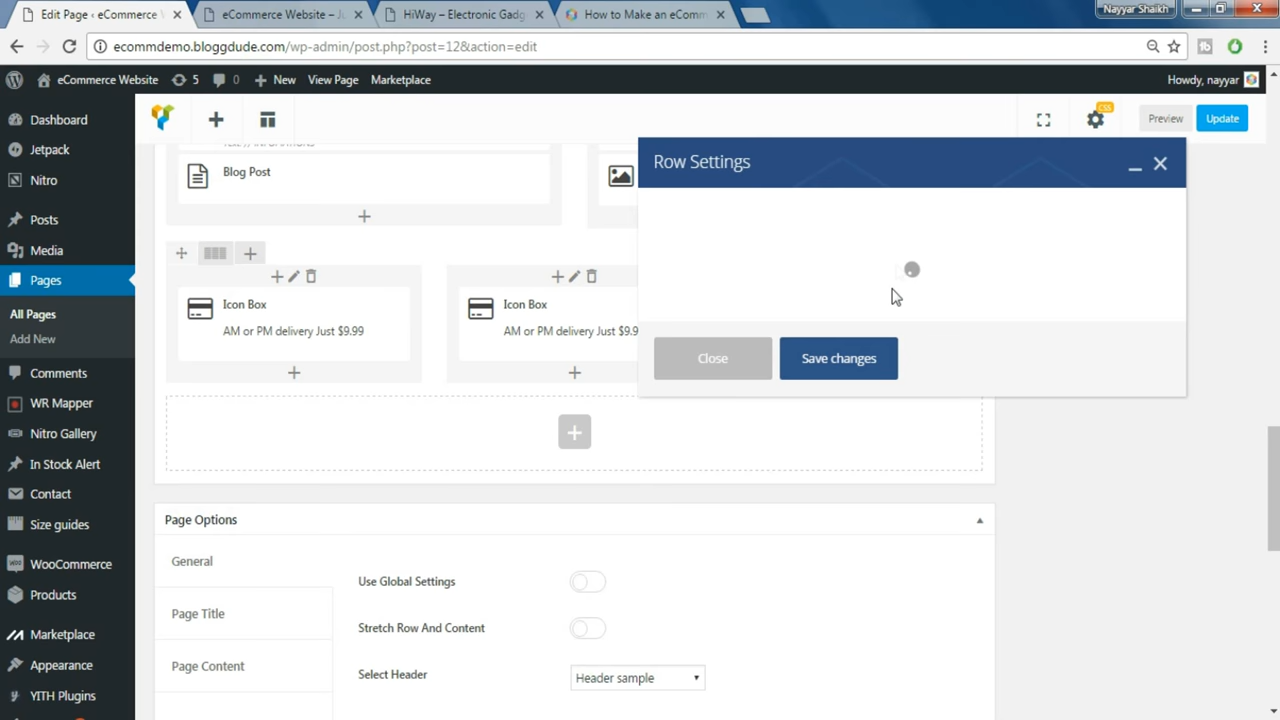 Edit Page ‹ eCommerce W
eCommerce Website – Ju
HiWay – Electronic Gadg
How to Make an eComm
Nayyar Shaikh
ecommdemo.bloggdude.com/wp-admin/post.php?post=12&action=edit
eCommerce Website
5
0
New
View Page
Marketplace
Howdy, nayyar
Dashboard
Jetpack
Nitro
Posts
Media
Pages
All Pages
Add New
Comments
WR Mapper
Nitro Gallery
In Stock Alert
Contact
Size guides
WooCommerce
Products
Marketplace
Appearance
YITH Plugins
CSS
Preview
Update
Blog Post
Row Settings
Close
Save changes
Icon Box
AM or PM delivery Just $9.99
Icon Box
AM or PM delivery Just $9.9
Page Options
General
Page Title
Page Content
Use Global Settings
Stretch Row And Content
Select Header
Header sample